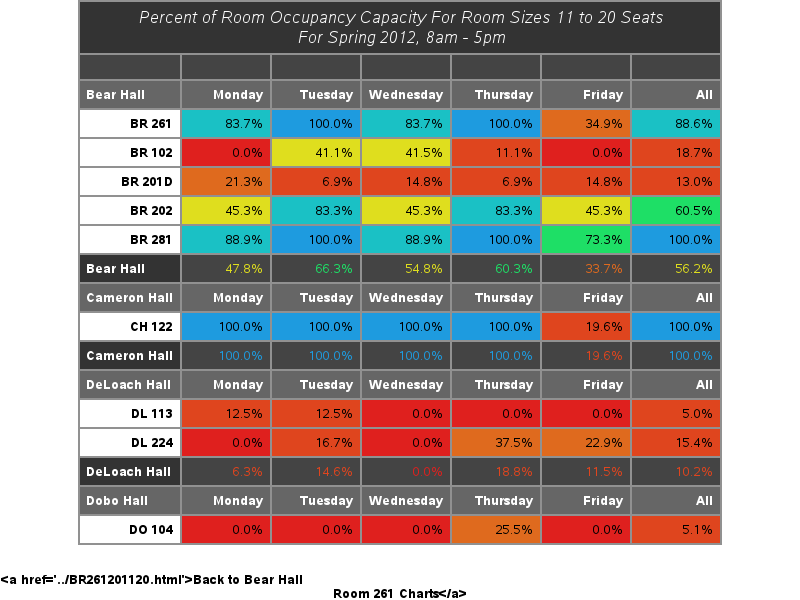 Percent of Room Occupancy Capacity For Room Sizes 11 to 20 Seats
For Spring 2012, 8am - 5pm
Bear Hall Monday Tuesday Wednesday Thursday Friday All
BR 261 83.7% 100.0% 83.7% 100.0% 34.9% 88.6%
BR 102 0.0% 41.1% 41.5% 11.1% 0.0% 18.7%
BR 201D 21.3% 6.9% 14.8% 6.9% 14.8% 13.0%
BR 202 45.3% 83.3% 45.3% 83.3% 45.3% 60.5%
BR 281 88.9% 100.0% 88.9% 100.0% 73.3% 100.0%
Bear Hall 47.8% 66.3% 54.8% 60.3% 33.7% 56.2%
Cameron Hall Monday Tuesday Wednesday Thursday Friday All
CH 122 100.0% 100.0% 100.0% 100.0% 19.6% 100.0%
Cameron Hall 100.0% 100.0% 100.0% 100.0% 19.6% 100.0%
DeLoach Hall Monday Tuesday Wednesday Thursday Friday All
DL 113 12.5% 12.5% 0.0% 0.0% 0.0% 5.0%
DL 224 0.0% 16.7% 0.0% 37.5% 22.9% 15.4%
DeLoach Hall 6.3% 14.6% 0.0% 18.8% 11.5% 10.2%
Dobo Hall Monday Tuesday Wednesday Thursday Friday All
DO 104 0.0% 0.0% 0.0% 25.5% 0.0% 5.1%
<a href='../BR261201120.html'>Back to Bear Hall
Room 261 Charts</a>